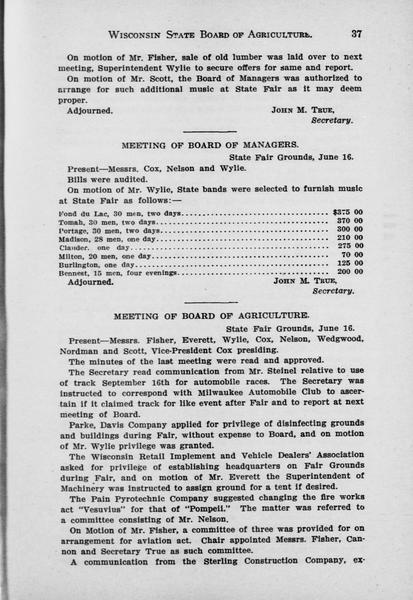 WISCONSIN STATE BOARD OF AGRICULTURE. 37
On motion of Mr. Fisher, sale of old lumber was laid over to next
meeting, Superintendent Wylie to secure offers for same and report.
On motion of Mr. Scott, the Board of Managers was authorized to
arrange for such additional music at State Fair as it may deem
proper.
Adjourned. JOHN M. TRUE,
Secretary.
MEETING OF BOARD OF MANAGERS.
State Fair Grounds, June 16.
Present—Messrs. Cox, Nelson and Wylie.
Bills were audited.
On motion of Mr. Wylie, State bands were selected to furnish music
at State Fair as follows:—
Fond du Lac, 30 men, two days........................................ $375 00
Tomah, 30 men, two days........................................ 370 00
Portage, 30 men, two days........................................ 300 00
Madison, 28 men, one day........................................ 210 00
Clauder, one day........................................ 275 00
Milton, 20 men, one day........................................ 70 00
Burlington, one day........................................ 125 00
Bennest, 15 men, four evenings........................................ 200 00
Adjourned. JOHN M. TRUE,
Secretary.
MEETING OF BOARD OF AGRICULTURE.
State Fair Grounds, June 16.
Present—Messrs. Fisher, Everett, Wylie, Cox, Nelson, Wedgwood,
Nordman and Scott, Vice-President Cox presiding.
The minutes of the last meeting were read and approved.
The Secretary read communication from Mr. Steinel relative to use
of track September 16th for automobile races. The Secretary was
instructed to correspond with Milwaukee Automobile Club to ascer-
tain if it claimed track for like event after Fair and to report at next
meeting of Board.
Parke, Davis Company applied for privilege of disinfecting grounds
and buildings during Fair, without expense to Board, and on motion
of Mr. Wylie privilege was granted.
The Wisconsin Retail Implement and Vehicle Dealers' Association
asked for privilege of establishing headquarters on Fair Grounds
during Fair, and on motion of Mr. Everett the Superintendent of
Machinery was instructed to assign ground for a tent if desired.
The Pain Pyrotechnic Company suggested changing the fire works
act "Vesuvius" for that of "Pompeii." The matter was referred to
a committee consisting of Mr. Nelson.
On Motion of Mr. Fisher, a committee of three was provided for on
arrangement for aviation act. Chair appointed Messrs. Fisher, Can-
non and Secretary True as such committee.
A communication from the Sterling Construction Company, ex-